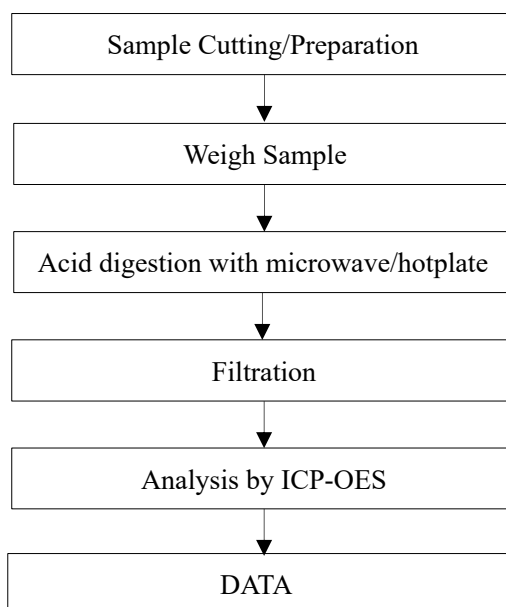 Sample Cutting/Preparation
Weigh Sample
Acid digestion with microwave/hotplate
Filtration
Analysis by ICP-OES
DATA